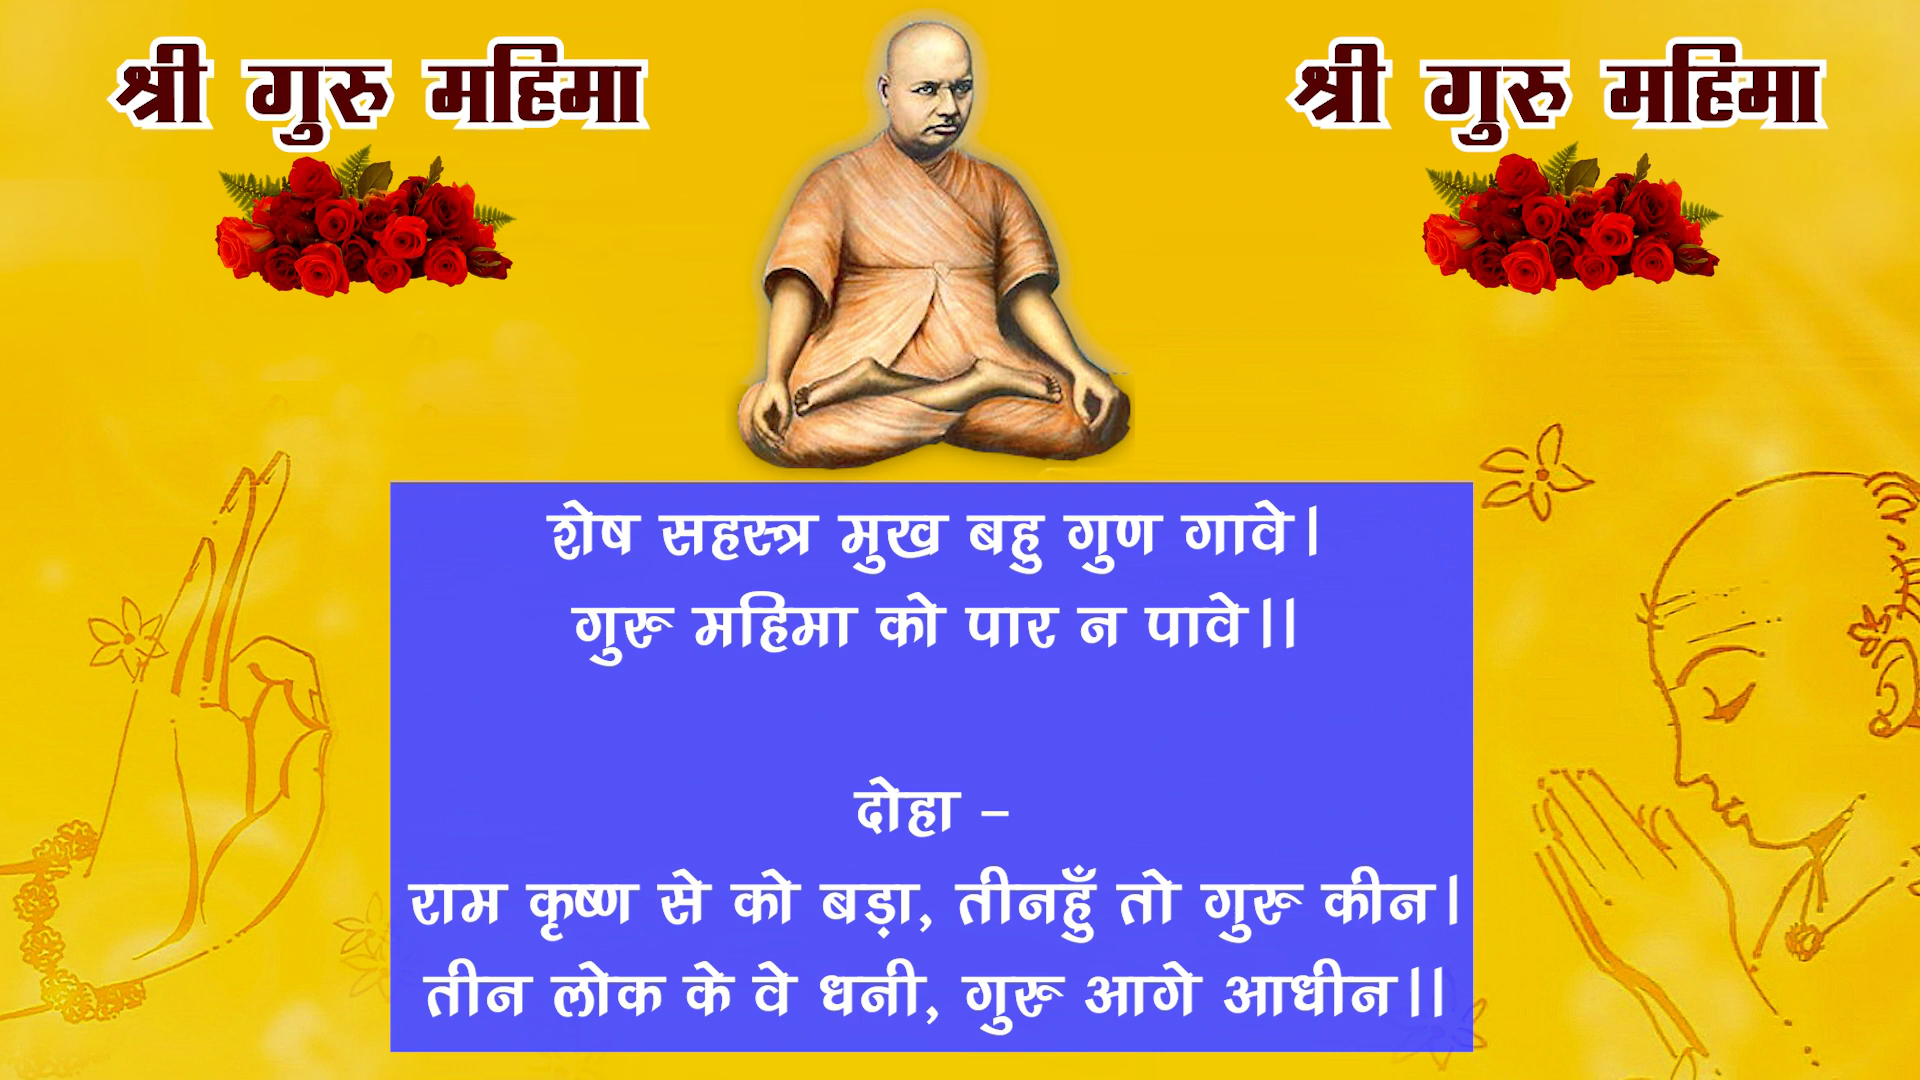 श्री गुरु महिमा
श्री गुरु महिमा
शेष सहस्त्र मुख बहु गुण गावे।
गुरू महिमा को पार न पावे।।
दोहा –
राम कृष्ण से को बड़ा, तीनहुँ तो गुरू कीन।
तीन लोक के वे धनी, गुरू आगे आधीन।।